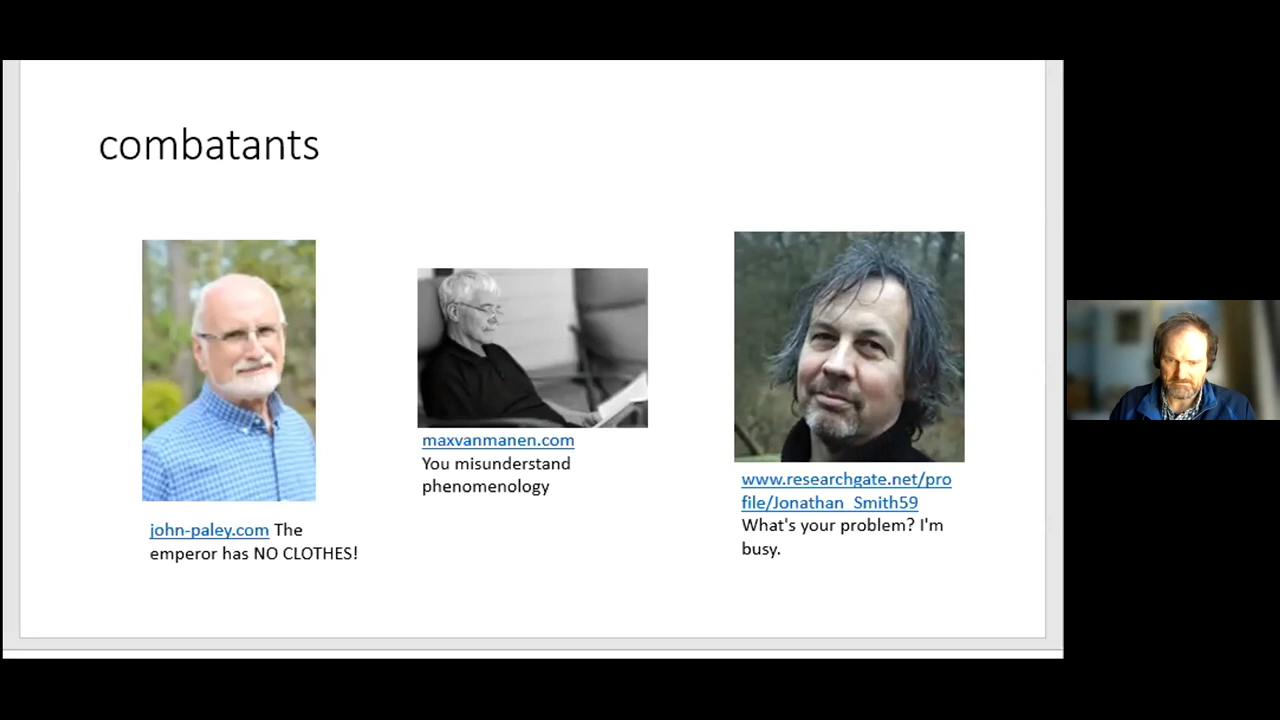 combatants
john-paley.com The
emperor has NO CLOTHES!
maxvanmanen.com
You misunderstand
phenomenology
www.researchgate.net/pro
file/Jonathan_Smith59
What's your problem? I'm
busy.